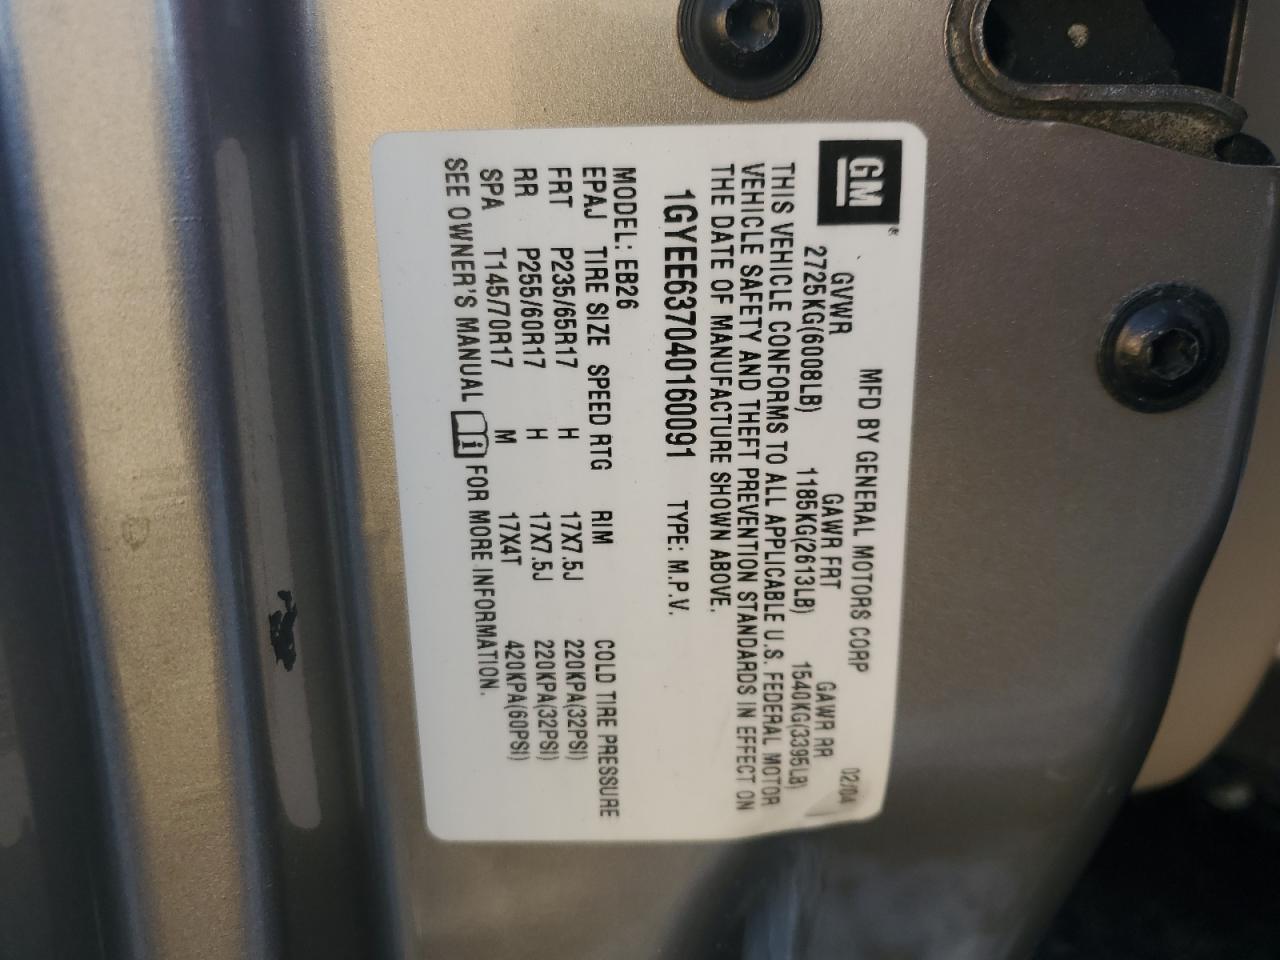 GM®
MFD BY GENERAL MOTORS CORP 02/04
GVWR GAWR FRT GAWR RR
2725KG(6008LB) 1185KG(2613LB) 1540KG(3395LB)
THIS VEHICLE CONFORMS TO ALL APPLICABLE U.S. FEDERAL MOTOR
VEHICLE SAFETY AND THEFT PREVENTION STANDARDS IN EFFECT ON
THE DATE OF MANUFACTURE SHOWN ABOVE.
1GYEE637040160091 TYPE: M.P.V.
MODEL: EB26
EPAJ TIRE SIZE SPEED RTG RIM COLD TIRE PRESSURE
FRT P235/65R17 H 17X7.5J 220KPA(32PSI)
RR P255/60R17 H 17X7.5J 220KPA(32PSI)
SPA T145/70R17 M 17X4T 420KPA(60PSI)
SEE OWNER'S MANUAL i FOR MORE INFORMATION.